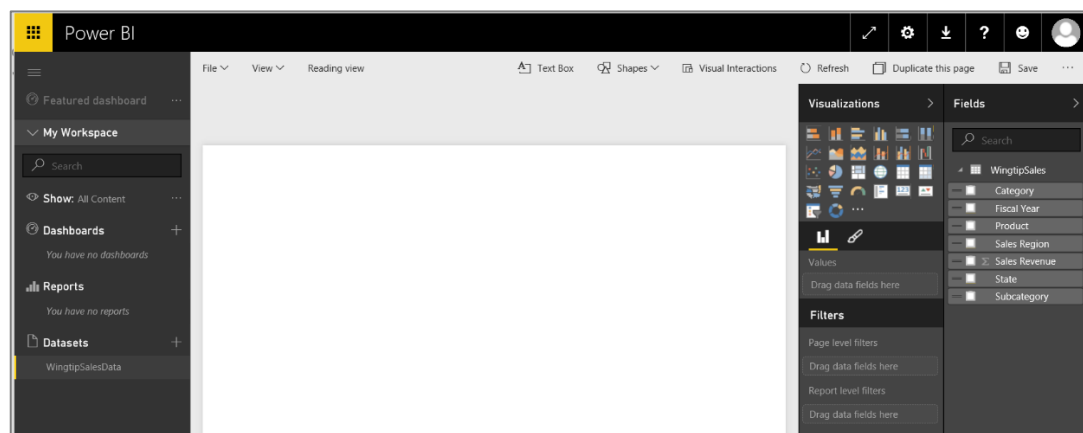 Power BI
?
File View Reading view Text Box Shapes Visual Interactions Refresh Duplicate this page Save ...
Featured dashboard ...
My Workspace
Search
Show: All Content ...
Dashboards +
You have no dashboards
Reports
You have no reports
Datasets +
WingtipSalesData
Visualizations
...
Values
Drag data fields here
Filters
Page level filters
Drag data fields here
Report level filters
Drag data fields here
Fields
Search
WingtipSales
Category
Fiscal Year
Product
Sales Region
Σ Sales Revenue
State
Subcategory